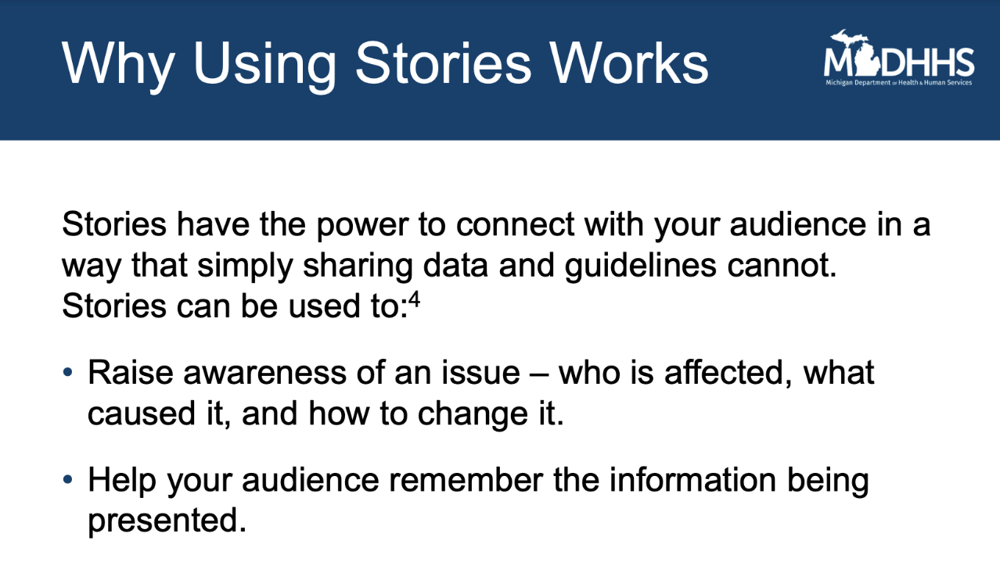 Why Using Stories Works
MDHHS
Michigan Department of Health & Human Services
Stories have the power to connect with your audience in a
way that simply sharing data and guidelines cannot.
Stories can be used to:⁴
• Raise awareness of an issue – who is affected, what
caused it, and how to change it.
• Help your audience remember the information being
presented.